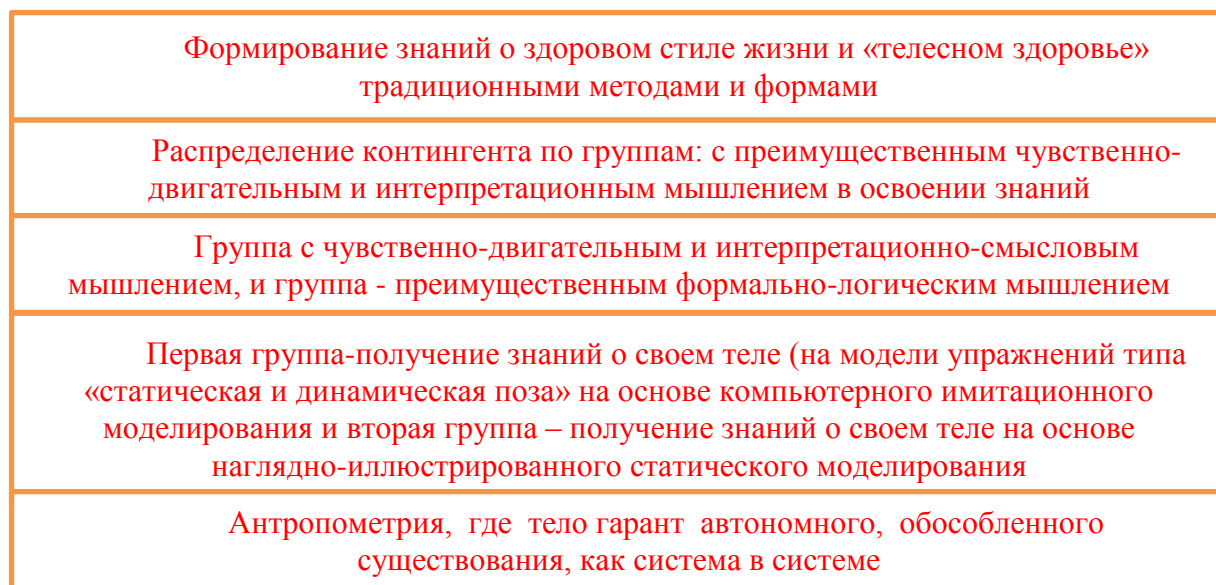 Формирование знаний о здоровом стиле жизни и «телесном здоровье»
традиционными методами и формами
Распределение контингента по группам: с преимущественным чувственно-
двигательным и интерпретационным мышлением в освоении знаний
Группа с чувственно-двигательным и интерпретационно-смысловым
мышлением, и группа - преимущественным формально-логическим мышлением
Первая группа-получение знаний о своем теле (на модели упражнений типа
«статическая и динамическая поза» на основе компьютерного имитационного
моделирования и вторая группа – получение знаний о своем теле на основе
наглядно-иллюстрированного статического моделирования
Антропометрия, где тело гарант автономного, обособленного
существования, как система в системе